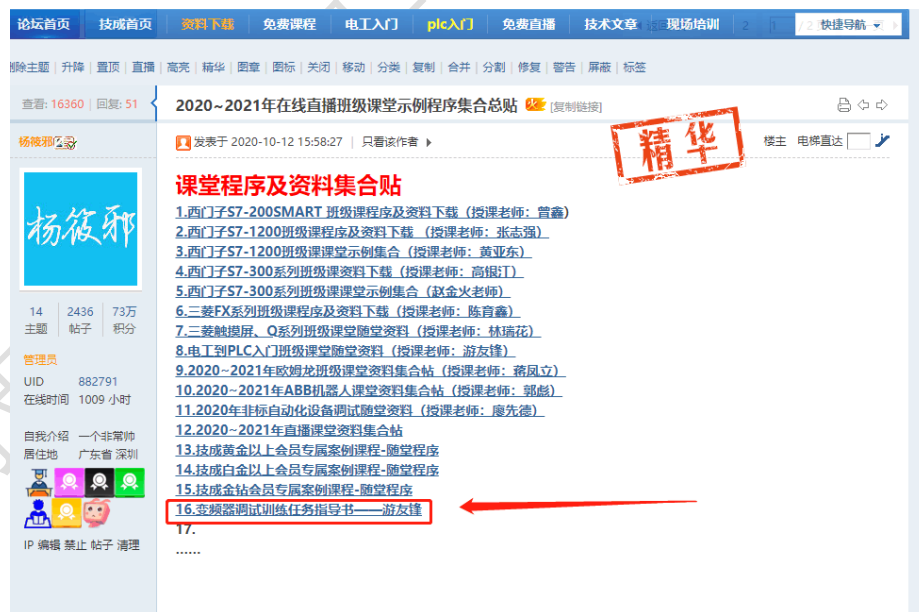 论坛首页 技成首页 资料下载 免费课程 电工入门 plc入门 免费直播 技术文章 现场培训 2 1 快捷导航
删除主题 | 升降 | 置顶 | 直播 | 高亮 | 精华 | 图章 | 图标 | 关闭 | 移动 | 分类 | 复制 | 合并 | 分割 | 修复 | 警告 | 屏蔽 | 标签
查看: 16360 | 回复: 51
2020~2021年在线直播班级课堂示例程序集合总贴 [复制链接]
杨筱邪
发表于 2020-10-12 15:58:27 | 只看该作者
精华
楼主 电梯直达
杨筱邪
课堂程序及资料集合贴
1.西门子S7-200SMART 班级课程序及资料下载（授课老师：曾鑫)
2.西门子S7-1200班级课程序及资料下载 （授课老师：张志强）
3.西门子S7-1200班级课课堂示例集合（授课老师：黄亚东）
4.西门子S7-300系列班级课资料下载（授课老师：高银汀）
5.西门子S7-300系列班级课课堂示例集合（赵金火老师）
6.三菱FX系列班级课程序及资料下载（授课老师：陈育鑫）
7.三菱触摸屏、Q系列班级课堂随堂资料（授课老师：林瑞花）
8.电工到PLC入门班级课堂随堂资料（授课老师：游友锋）
9.2020~2021年欧姆龙班级课堂资料集合帖（授课老师：蒋凤立）
10.2020~2021年ABB机器人课堂资料集合帖（授课老师：郭彪）
11.2020年非标自动化设备调试随堂资料（授课老师：廖先德）
12.2020~2021年直播课堂资料集合帖
13.技成黄金以上会员专属案例课程-随堂程序
14.技成白金以上会员专属案例课程-随堂程序
15.技成金钻会员专属案例课程-随堂程序
16.变频器调试训练任务指导书——游友锋
17.
......
14 2436 73万
主题 帖子 积分
管理员
UID 882791
在线时间 1009 小时
自我介绍 一个非常帅
居住地 广东省 深圳
IP 编辑 禁止 帖子 清理